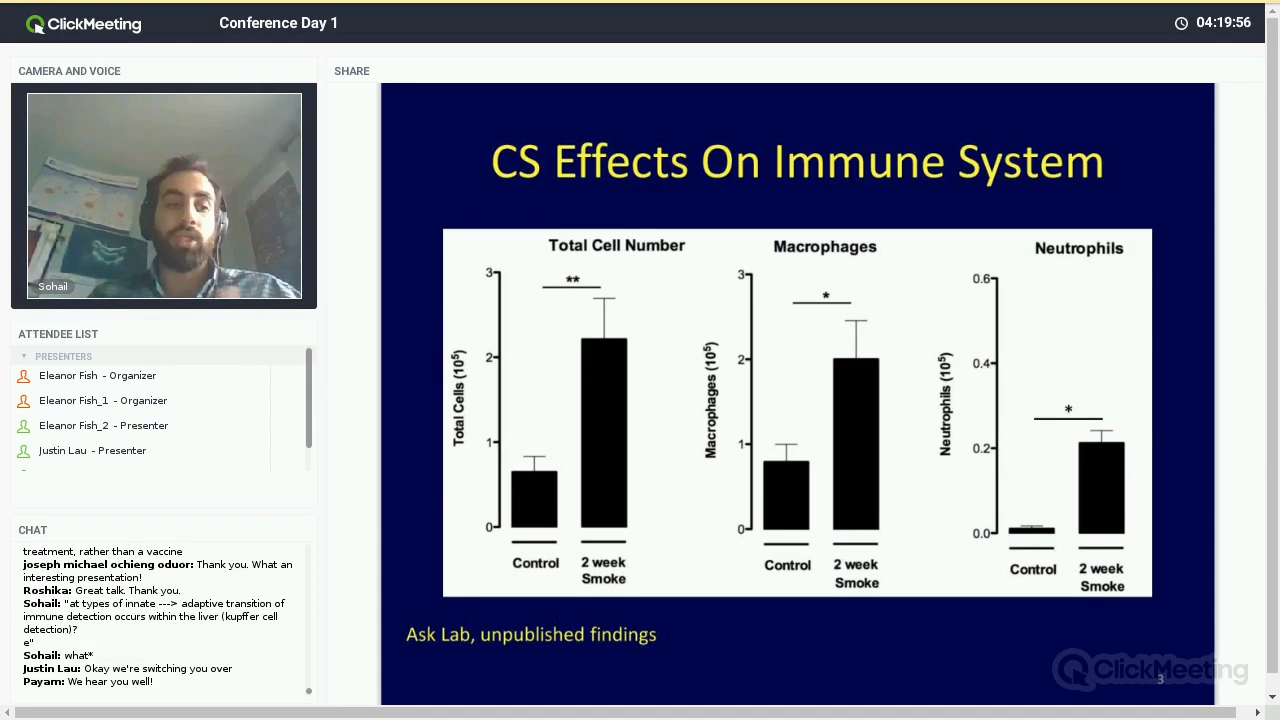 ClickMeeting
Conference Day 1
04:19:56
CAMERA AND VOICE
Sohail
ATTENDEE LIST
PRESENTERS
Eleanor Fish - Organizer
Eleanor Fish_1 - Organizer
Eleanor Fish_2 - Presenter
Justin Lau - Presenter
CHAT
treatment, rather than a vaccine
joseph michael ochieng oduor: Thank you. What an
interesting presentation!
Roshika: Great talk. Thank you.
Sohail: "at types of innate ---> adaptive transition of
immune detection occurs within the liver (kupffer cell
detection)?
e"
Sohail: what*
Justin Lau: Okay we're switching you over
Payam: We hear you well!
SHARE
CS Effects On Immune System
Total Cell Number
Total Cells (10⁵)
3
2
1
0
**
Control
2 week
Smoke
Macrophages
Macrophages (10⁵)
3
2
1
0
*
Control
2 week
Smoke
Neutrophils
Neutrophils (10⁵)
0.6
0.4
0.2
0.0
*
Control
2 week
Smoke
Ask Lab, unpublished findings
ClickMeeting
3